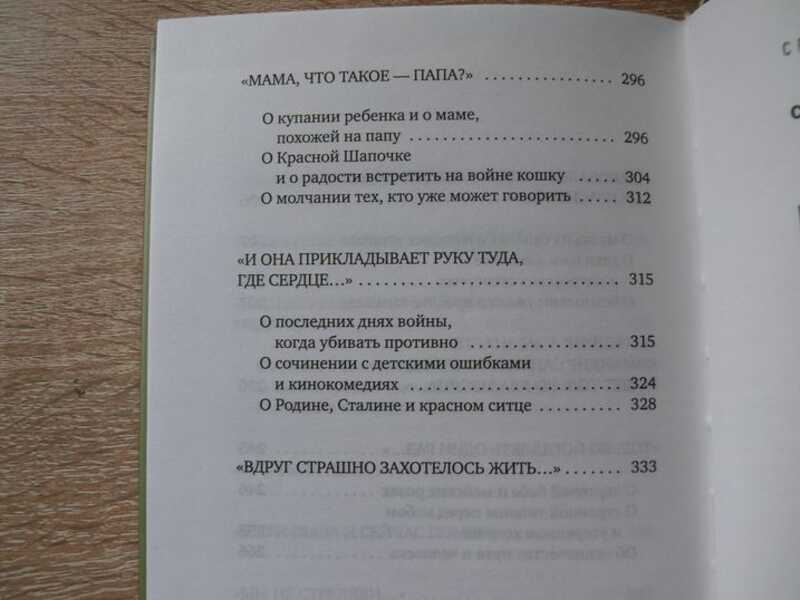 «МАМА, ЧТО ТАКОЕ — ПАПА?» ................. 296
О купании ребенка и о маме,
похожей на папу .......................... 296
О Красной Шапочке
и о радости встретить на войне кошку ..... 304
О молчании тех, кто уже может говорить ..... 312
«И ОНА ПРИКЛАДЫВАЕТ РУКУ ТУДА,
ГДЕ СЕРДЦЕ...» ................................. 315
О последних днях войны,
когда убивать противно ................... 315
О сочинении с детскими ошибками
и кинокомедиях .......................... 324
О Родине, Сталине и красном ситце ........... 328
«ВДРУГ СТРАШНО ЗАХОТЕЛОСЬ ЖИТЬ...» ....... 333